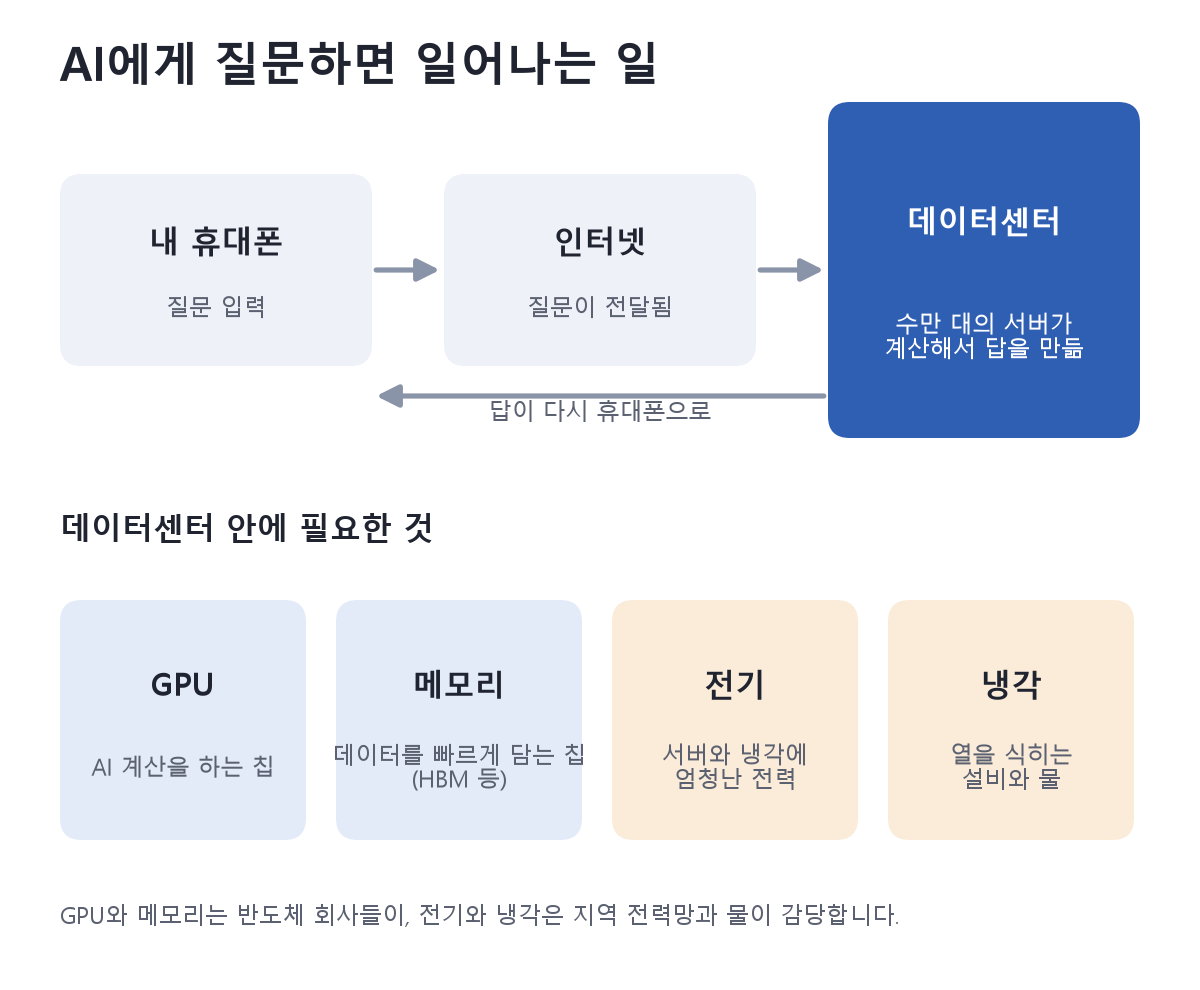 AI에게 질문하면 일어나는 일
내 휴대폰
질문 입력
인터넷
질문이 전달됨
데이터센터
수만 대의 서버가
계산해서 답을 만듦
답이 다시 휴대폰으로
데이터센터 안에 필요한 것
GPU
AI 계산을 하는 칩
메모리
데이터를 빠르게 담는 칩
(HBM 등)
전기
서버와 냉각에
엄청난 전력
냉각
열을 식히는
설비와 물
GPU와 메모리는 반도체 회사들이, 전기와 냉각은 지역 전력망과 물이 감당합니다.